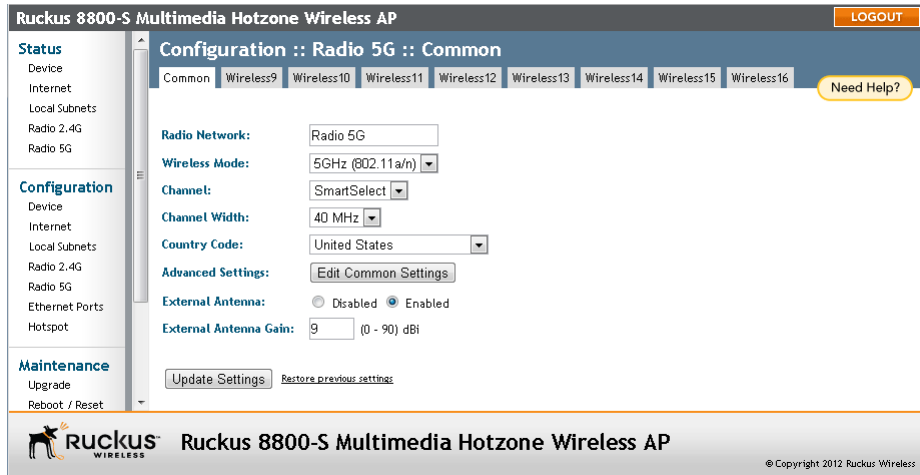 Ruckus 8800-S Multimedia Hotzone Wireless AP
LOGOUT
Status
Device
Internet
Local Subnets
Radio 2.4G
Radio 5G
Configuration
Device
Internet
Local Subnets
Radio 2.4G
Radio 5G
Ethernet Ports
Hotspot
Maintenance
Upgrade
Reboot / Reset
Configuration :: Radio 5G :: Common
Common Wireless9 Wireless10 Wireless11 Wireless12 Wireless13 Wireless14 Wireless15 Wireless16
Need Help?
Radio Network: Radio 5G
Wireless Mode: 5GHz (802.11a/n)
Channel: SmartSelect
Channel Width: 40 MHz
Country Code: United States
Advanced Settings: Edit Common Settings
External Antenna: Disabled Enabled
External Antenna Gain: 9 (0 - 90) dBi
Update Settings Restore previous settings
RUCKUS WIRELESS
Ruckus 8800-S Multimedia Hotzone Wireless AP
© Copyright 2012 Ruckus Wireless